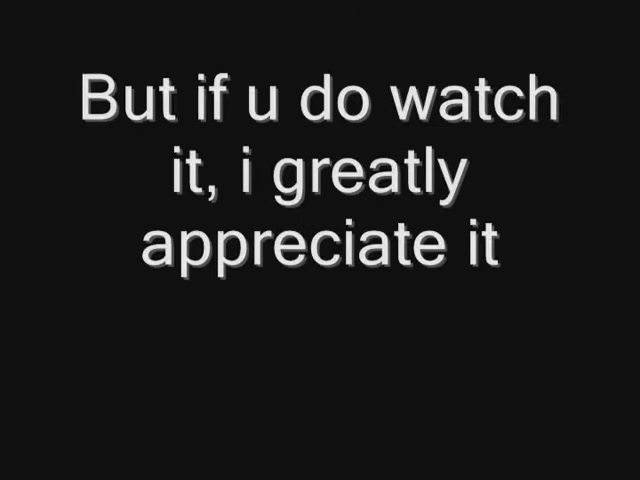 But if u do watch
it, i greatly
appreciate it